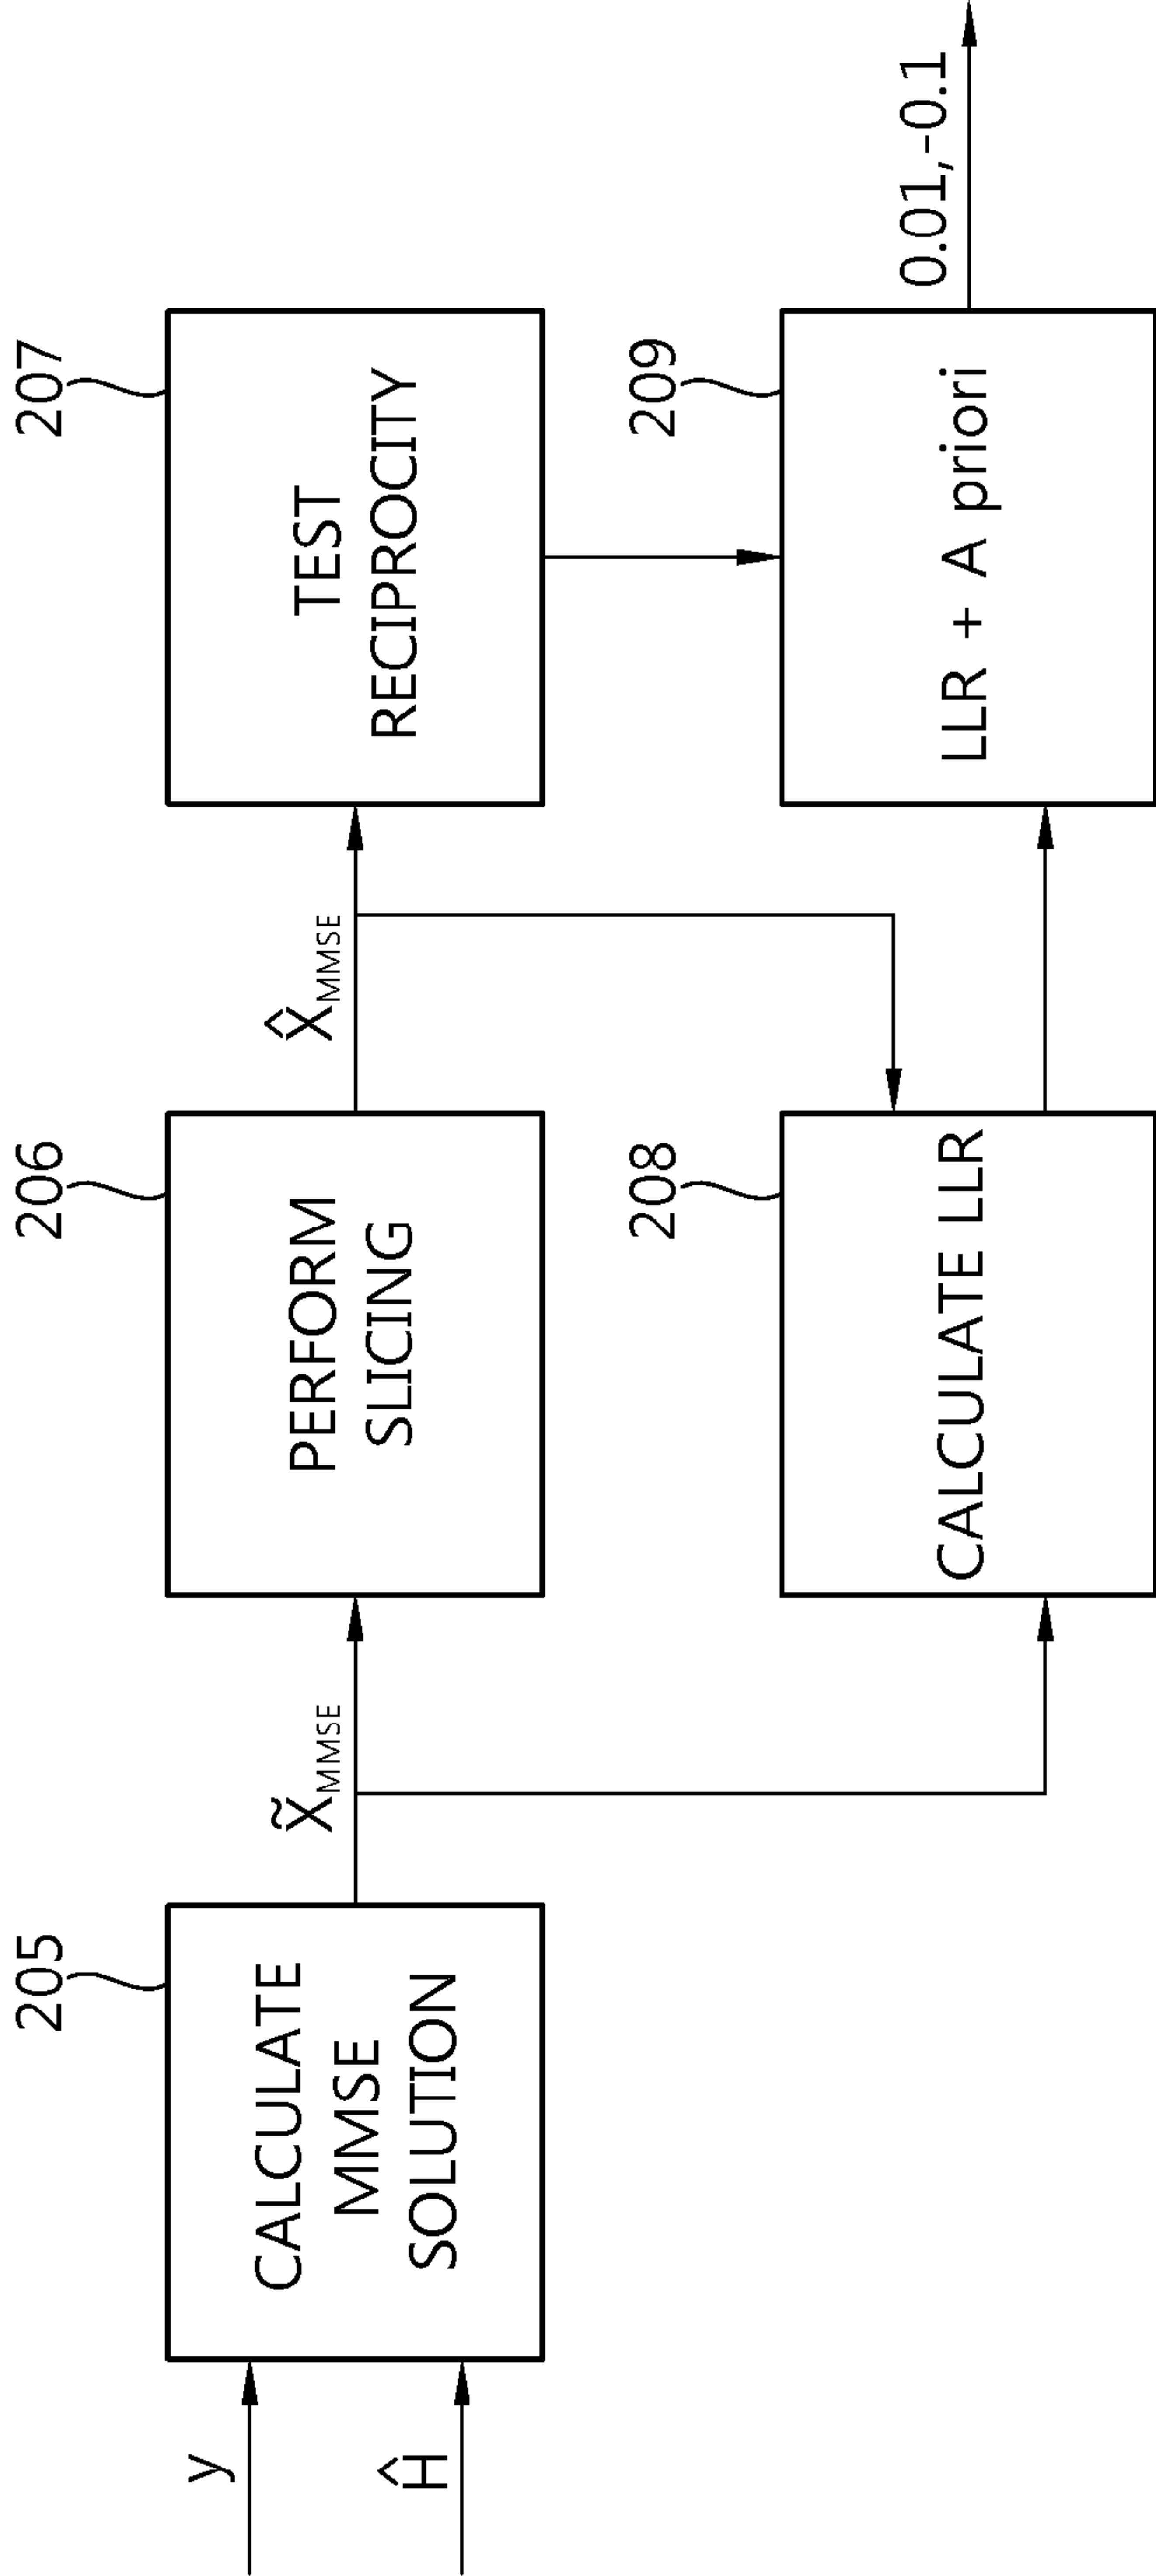 205
206
207
y
Ĥ
CALCULATE
MMSE
SOLUTION
X̃MMSE
PERFORM
SLICING
X̂MMSE
TEST
RECIPROCITY
208
209
CALCULATE LLR
LLR + A priori
0.01,-0.1